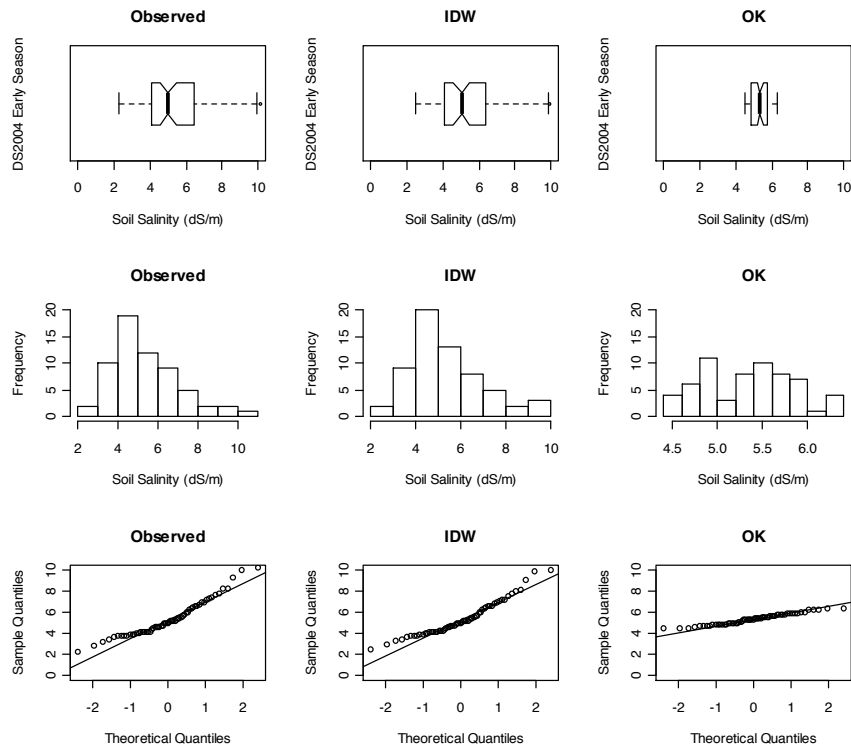 Observed IDW OK
DS2004 Early Season DS2004 Early Season DS2004 Early Season
0 2 4 6 8 10 0 2 4 6 8 10 0 2 4 6 8 10
Soil Salinity (dS/m) Soil Salinity (dS/m) Soil Salinity (dS/m)
Observed IDW OK
Frequency Frequency Frequency
0 5 10 15 20 0 5 10 15 20 0 5 10 15 20
2 4 6 8 10 2 4 6 8 10 4.5 5.0 5.5 6.0
Soil Salinity (dS/m) Soil Salinity (dS/m) Soil Salinity (dS/m)
Observed IDW OK
Sample Quantiles Sample Quantiles Sample Quantiles
0 2 4 6 8 10 0 2 4 6 8 10 0 2 4 6 8 10
-2 -1 0 1 2 -2 -1 0 1 2 -2 -1 0 1 2
Theoretical Quantiles Theoretical Quantiles Theoretical Quantiles